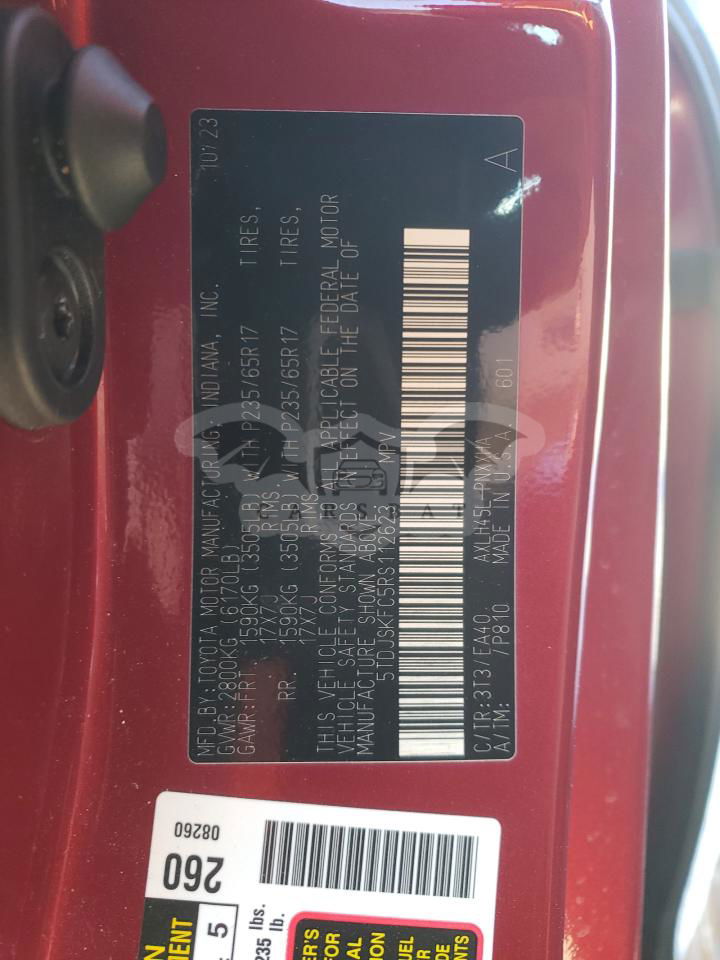 MFD.BY:TOYOTA MOTOR MANUFACTURING, INDIANA, INC. 10/23
GVWR:2800KG (6170LB)
GAWR:FRT 1590KG (3505LB) WITH P235/65R17 TIRES,
17X7J RIMS
RR. 1590KG (3505LB) WITH P235/65R17 TIRES,
17X7J RIMS
THIS VEHICLE CONFORMS TO ALL APPLICABLE FEDERAL MOTOR
VEHICLE SAFETY STANDARDS IN EFFECT ON THE DATE OF
MANUFACTURE SHOWN ABOVE.
5TDJSKFC5RS112623 MPV
C/TR:3T3/EA40 601 A
A/TM: /P810 MADE IN U.S.A
08260
260
5
235 lbs.
lb.